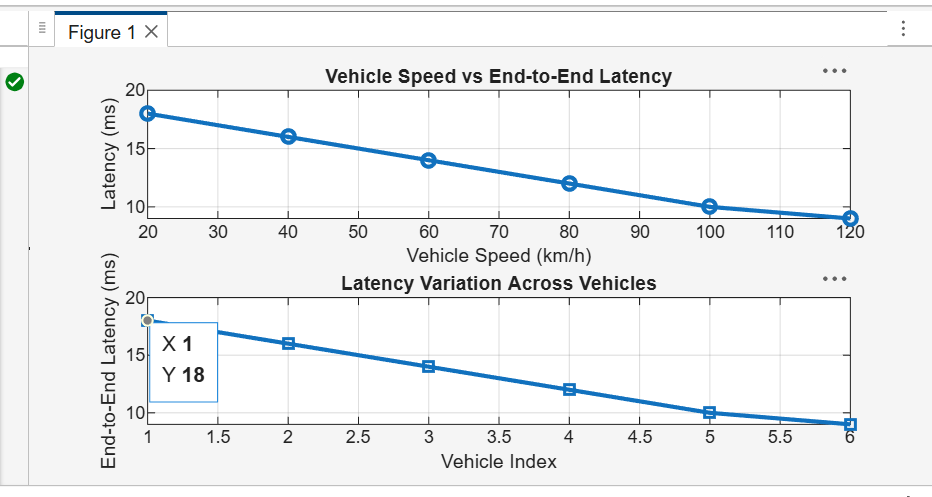 Figure 1
Vehicle Speed vs End-to-End Latency
Latency (ms)
20
15
10
20 30 40 50 60 70 80 90 100 110 120
Vehicle Speed (km/h)
Latency Variation Across Vehicles
End-to-End Latency (ms)
20
15
10
X 1
Y 18
1 1.5 2 2.5 3 3.5 4 4.5 5 5.5 6
Vehicle Index